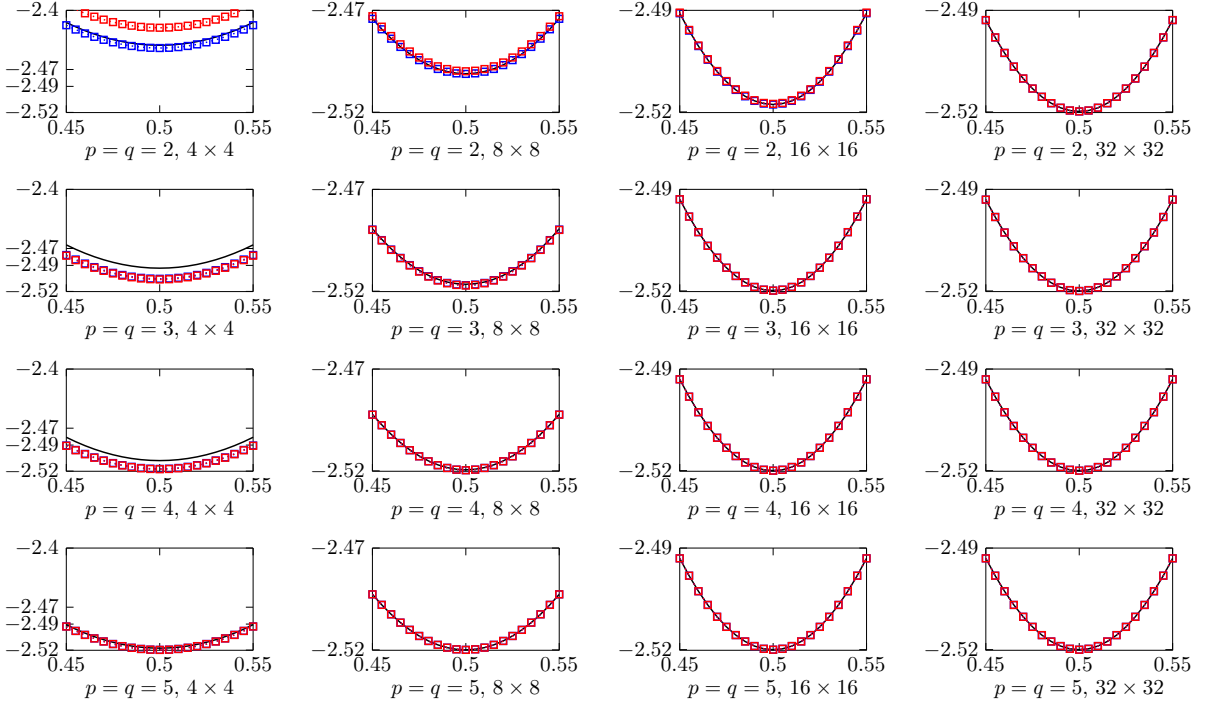 −2.4 −2.47 −2.49 −2.49
−2.47
−2.49
−2.52 −2.52 −2.52 −2.52
0.45 0.5 0.55 0.45 0.5 0.55 0.45 0.5 0.55 0.45 0.5 0.55
p = q = 2, 4 × 4 p = q = 2, 8 × 8 p = q = 2, 16 × 16 p = q = 2, 32 × 32
−2.4 −2.47 −2.49 −2.49
−2.47
−2.49
−2.52 −2.52 −2.52 −2.52
0.45 0.5 0.55 0.45 0.5 0.55 0.45 0.5 0.55 0.45 0.5 0.55
p = q = 3, 4 × 4 p = q = 3, 8 × 8 p = q = 3, 16 × 16 p = q = 3, 32 × 32
−2.4 −2.47 −2.49 −2.49
−2.47
−2.49
−2.52 −2.52 −2.52 −2.52
0.45 0.5 0.55 0.45 0.5 0.55 0.45 0.5 0.55 0.45 0.5 0.55
p = q = 4, 4 × 4 p = q = 4, 8 × 8 p = q = 4, 16 × 16 p = q = 4, 32 × 32
−2.4 −2.47 −2.49 −2.49
−2.47
−2.49
−2.52 −2.52 −2.52 −2.52
0.45 0.5 0.55 0.45 0.5 0.55 0.45 0.5 0.55 0.45 0.5 0.55
p = q = 5, 4 × 4 p = q = 5, 8 × 8 p = q = 5, 16 × 16 p = q = 5, 32 × 32